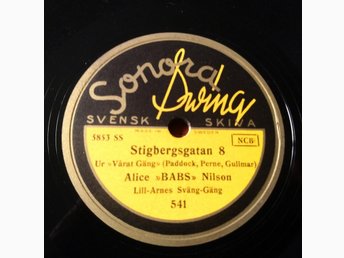 Sonora
Swing
SVENSK SKIVA
MADE IN SWEDEN
5853 SS
NCB
Stigbergsgatan 8
Ur »Vårat Gäng» (Paddock, Perne, Gullmar)
Alice »BABS» Nilson
Lill-Arnes Sväng-Gäng
541